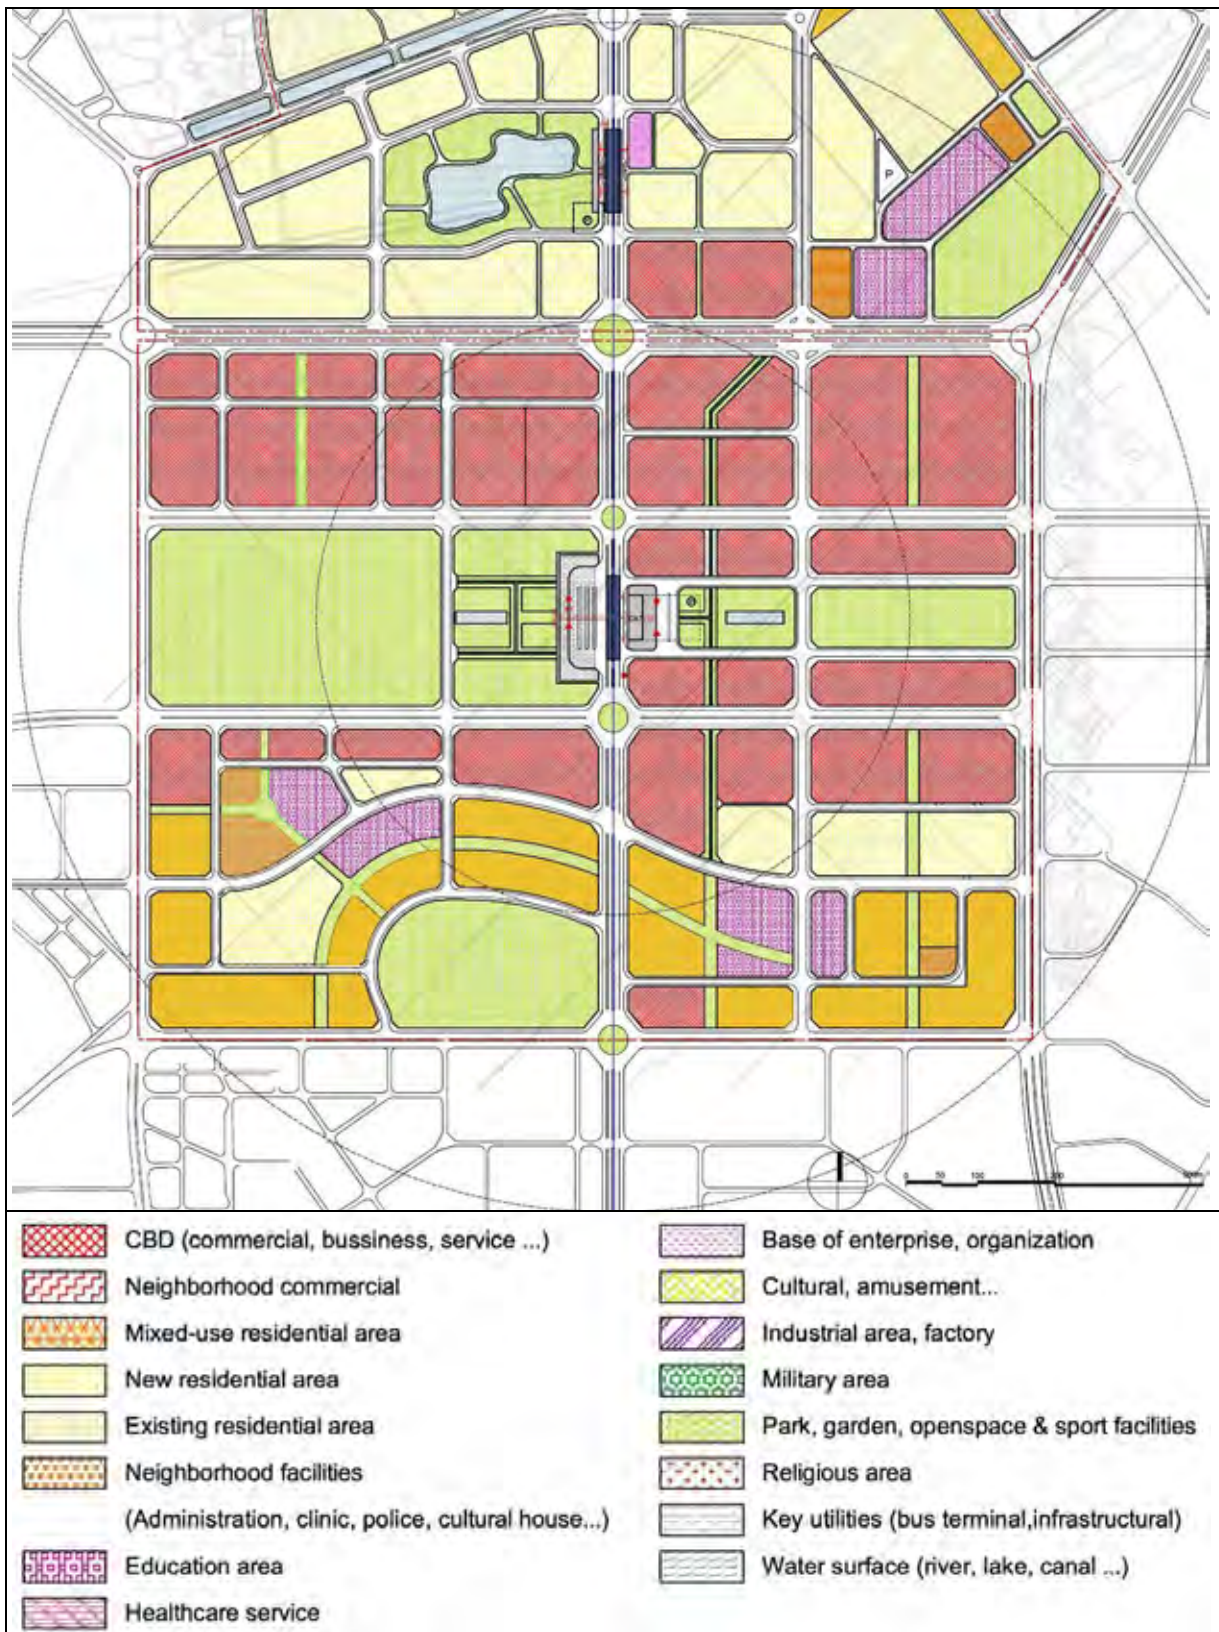 P
0 50 100
CBD (commercial, bussiness, service ...)
Neighborhood commercial
Mixed-use residential area
New residential area
Existing residential area
Neighborhood facilities
(Administration, clinic, police, cultural house...)
Education area
Healthcare service
Base of enterprise, organization
Cultural, amusement...
Industrial area, factory
Military area
Park, garden, openspace & sport facilities
Religious area
Key utilities (bus terminal,infrastructural)
Water surface (river, lake, canal ...)